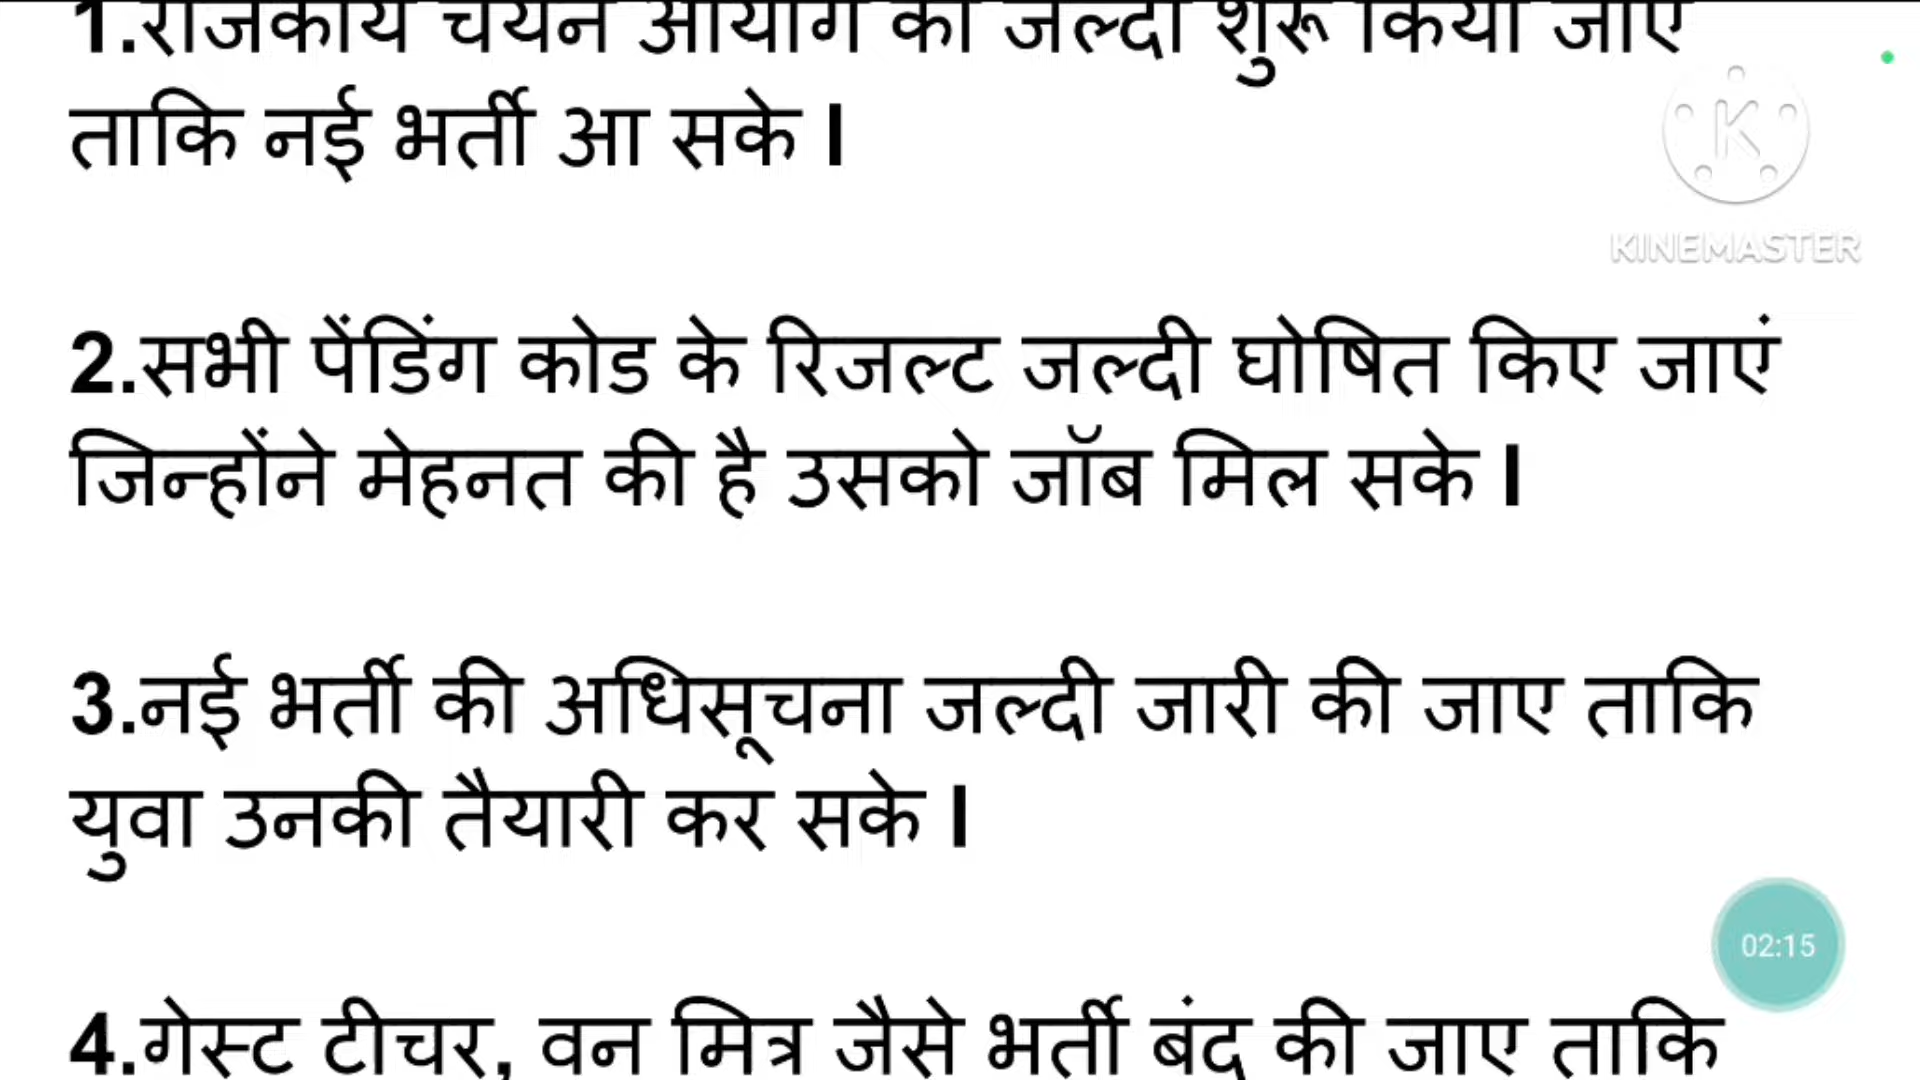 1.राजकीय चयन आयोग को जल्दी शुरू किया जाए
ताकि नई भर्ती आ सके I
KINEMASTER
2.सभी पेंडिंग कोड के रिजल्ट जल्दी घोषित किए जाएं
जिन्होंने मेहनत की है उसको जॉब मिल सके I
3.नई भर्ती की अधिसूचना जल्दी जारी की जाए ताकि
युवा उनकी तैयारी कर सके I
02:15
4.गेस्ट टीचर, वन मित्र जैसे भर्ती बंद की जाए ताकि